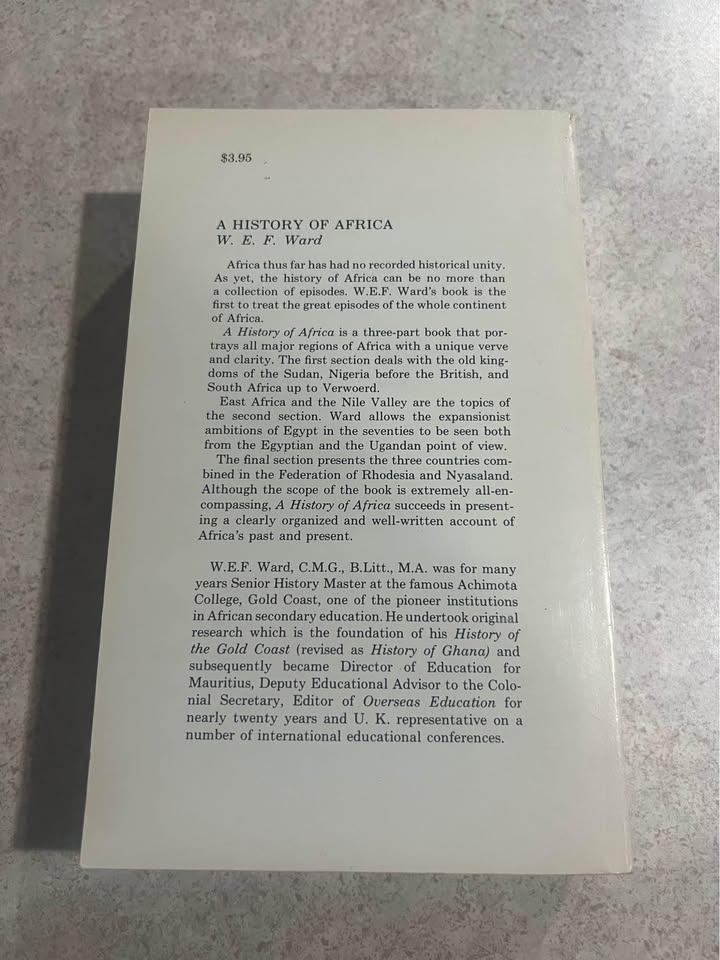 $3.95
A HISTORY OF AFRICA
W. E. F. Ward
Africa thus far has had no recorded historical unity.
As yet, the history of Africa can be no more than
a collection of episodes. W.E.F. Ward's book is the
first to treat the great episodes of the whole continent
of Africa.
A History of Africa is a three-part book that por-
trays all major regions of Africa with a unique verve
and clarity. The first section deals with the old king-
doms of the Sudan, Nigeria before the British, and
South Africa up to Verwoerd.
East Africa and the Nile Valley are the topics of
the second section. Ward allows the expansionist
ambitions of Egypt in the seventies to be seen both
from the Egyptian and the Ugandan point of view.
The final section presents the three countries com-
bined in the Federation of Rhodesia and Nyasaland.
Although the scope of the book is extremely all-en-
compassing, A History of Africa succeeds in present-
ing a clearly organized and well-written account of
Africa's past and present.
W.E.F. Ward, C.M.G., B.Litt., M.A. was for many
years Senior History Master at the famous Achimota
College, Gold Coast, one of the pioneer institutions
in African secondary education. He undertook original
research which is the foundation of his History of
the Gold Coast (revised as History of Ghana) and
subsequently became Director of Education for
Mauritius, Deputy Educational Advisor to the Colo-
nial Secretary, Editor of Overseas Education for
nearly twenty years and U. K. representative on a
number of international educational conferences.